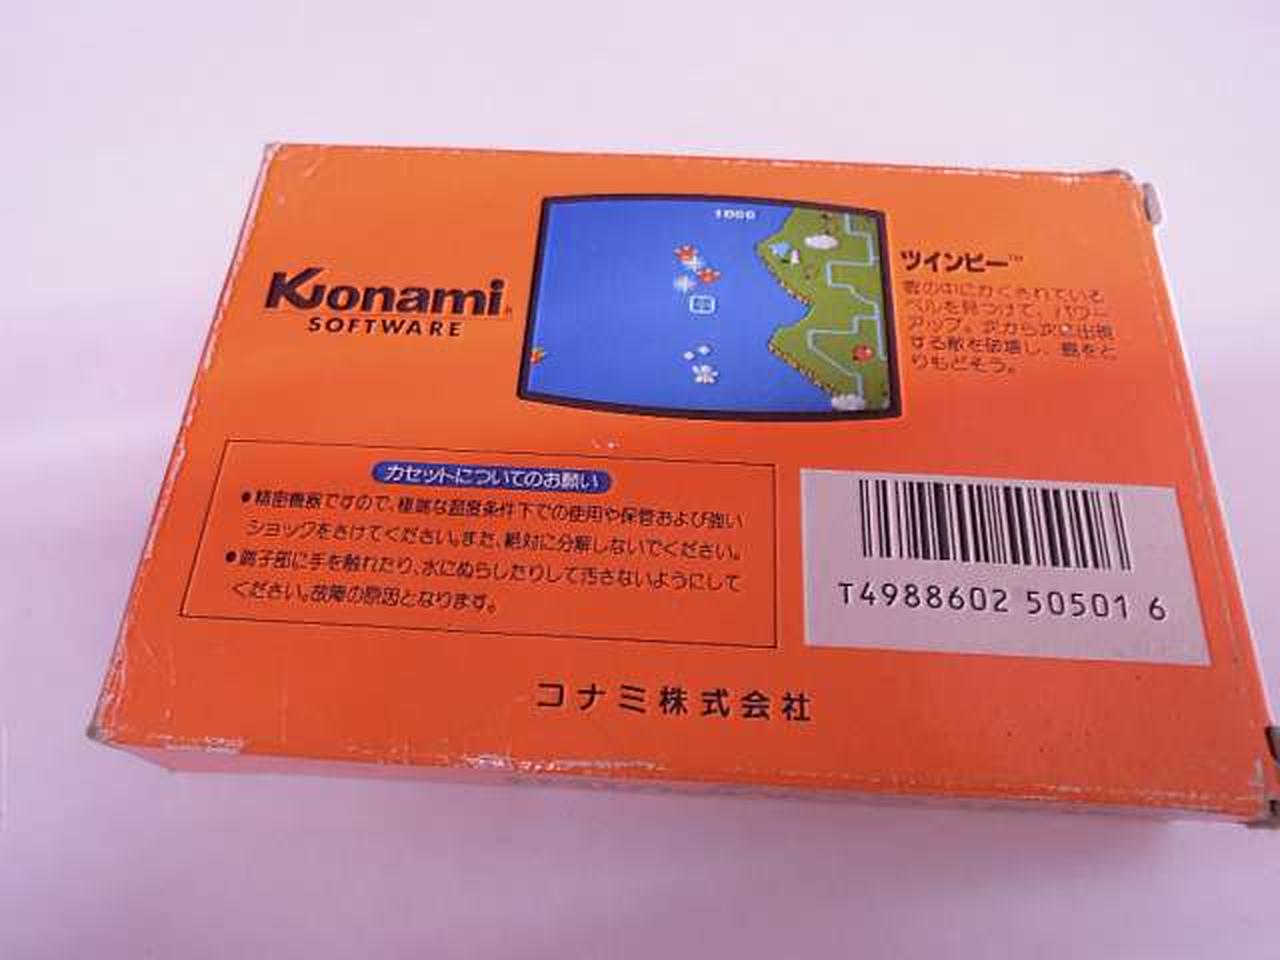 Konami
SOFTWARE
1000
ツインビー™
雲の中にかくされている
ベルを見つけて、パワー
アップ。次から次に出現
する敵を破壊し、島をと
りもどそう。
カセットについてのお願い
●精密機器ですので、極端な温度条件下での使用や保管および強い
ショックをさけてください。また、絶対に分解しないでください。
●端子部に手を触れたり、水にぬらしたりして汚さないようにして
ください。故障の原因となります。
T4988602 50501 6
コナミ株式会社